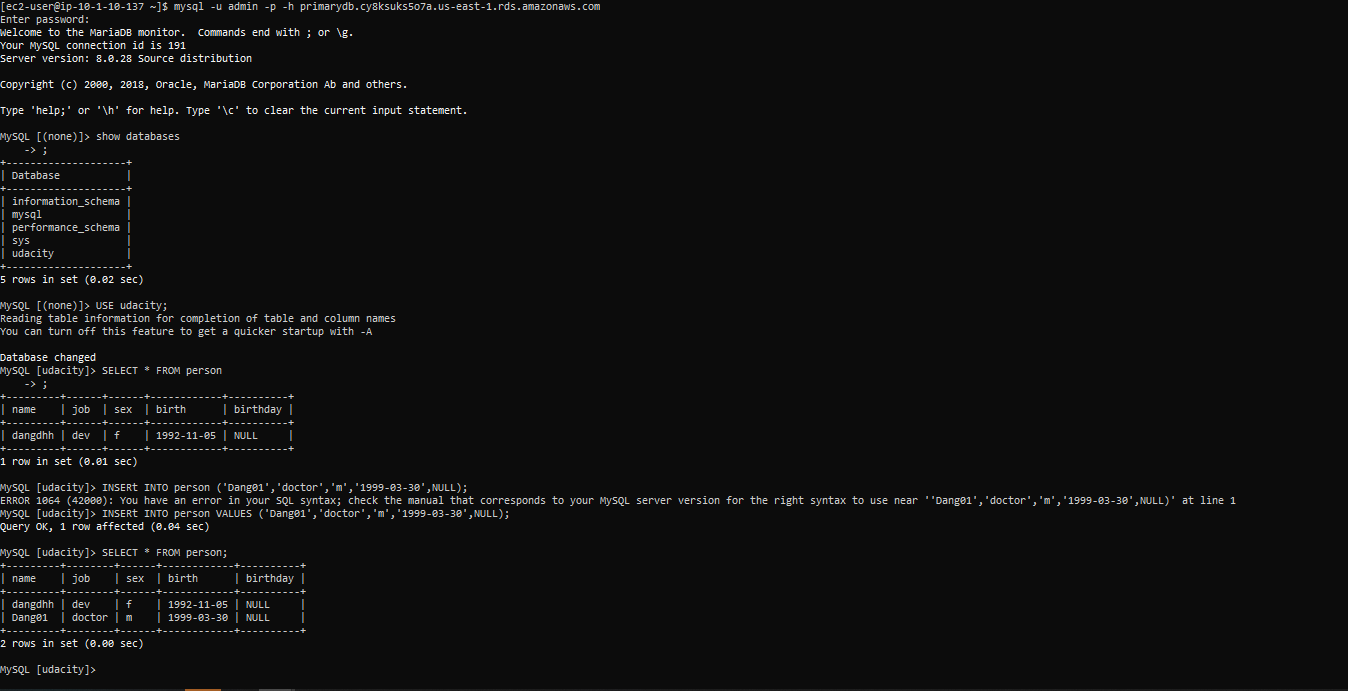 [ec2-user@ip-10-1-10-137 ~]$ mysql -u admin -p -h primarydb.cy8ksuks5o7a.us-east-1.rds.amazonaws.com
Enter password:
Welcome to the MariaDB monitor.  Commands end with ; or \g.
Your MySQL connection id is 191
Server version: 8.0.28 Source distribution

Copyright (c) 2000, 2018, Oracle, MariaDB Corporation Ab and others.

Type 'help;' or '\h' for help. Type '\c' to clear the current input statement.

MySQL [(none)]> show databases
    -> ;
+--------------------+
| Database           |
+--------------------+
| information_schema |
| mysql              |
| performance_schema |
| sys                |
| udacity            |
+--------------------+
5 rows in set (0.02 sec)

MySQL [(none)]> USE udacity;
Reading table information for completion of table and column names
You can turn off this feature to get a quicker startup with -A

Database changed
MySQL [udacity]> SELECT * FROM person
    -> ;
+---------+------+------+------------+----------+
| name    | job  | sex  | birth      | birthday |
+---------+------+------+------------+----------+
| dangdhh | dev  | f    | 1992-11-05 | NULL     |
+---------+------+------+------------+----------+
1 row in set (0.01 sec)

MySQL [udacity]> INSERt INTO person ('Dang01','doctor','m','1999-03-30',NULL);
ERROR 1064 (42000): You have an error in your SQL syntax; check the manual that corresponds to your MySQL server version for the right syntax to use near ''Dang01','doctor','m','1999-03-30',NULL)' at line 1
MySQL [udacity]> INSERt INTO person VALUES ('Dang01','doctor','m','1999-03-30',NULL);
Query OK, 1 row affected (0.04 sec)

MySQL [udacity]> SELECT * FROM person;
+---------+--------+------+------------+----------+
| name    | job    | sex  | birth      | birthday |
+---------+--------+------+------------+----------+
| dangdhh | dev    | f    | 1992-11-05 | NULL     |
| Dang01  | doctor | m    | 1999-03-30 | NULL     |
+---------+--------+------+------------+----------+
2 rows in set (0.00 sec)

MySQL [udacity]>